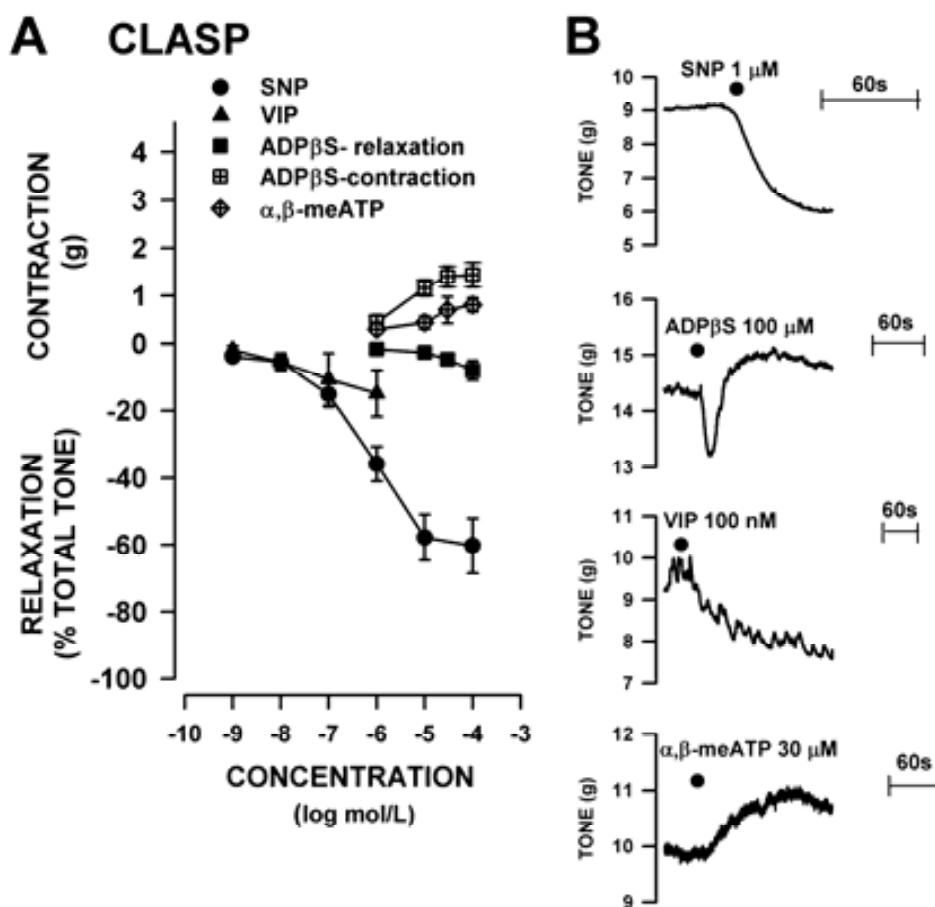 A CLASP
SNP
VIP
ADPβS- relaxation
ADPβS-contraction
α,β-meATP
CONTRACTION
(g)
4
3
2
1
0
-20
-40
-60
-80
-100
RELAXATION
(% TOTAL TONE)
-10 -9 -8 -7 -6 -5 -4 -3
CONCENTRATION
(log mol/L)
B
SNP 1 μM
60s
TONE (g)
10
9
8
7
6
5
ADPβS 100 μM
60s
TONE (g)
16
15
14
13
VIP 100 nM
60s
TONE (g)
11
10
9
8
7
α,β-meATP 30 μM
60s
TONE (g)
12
11
10
9